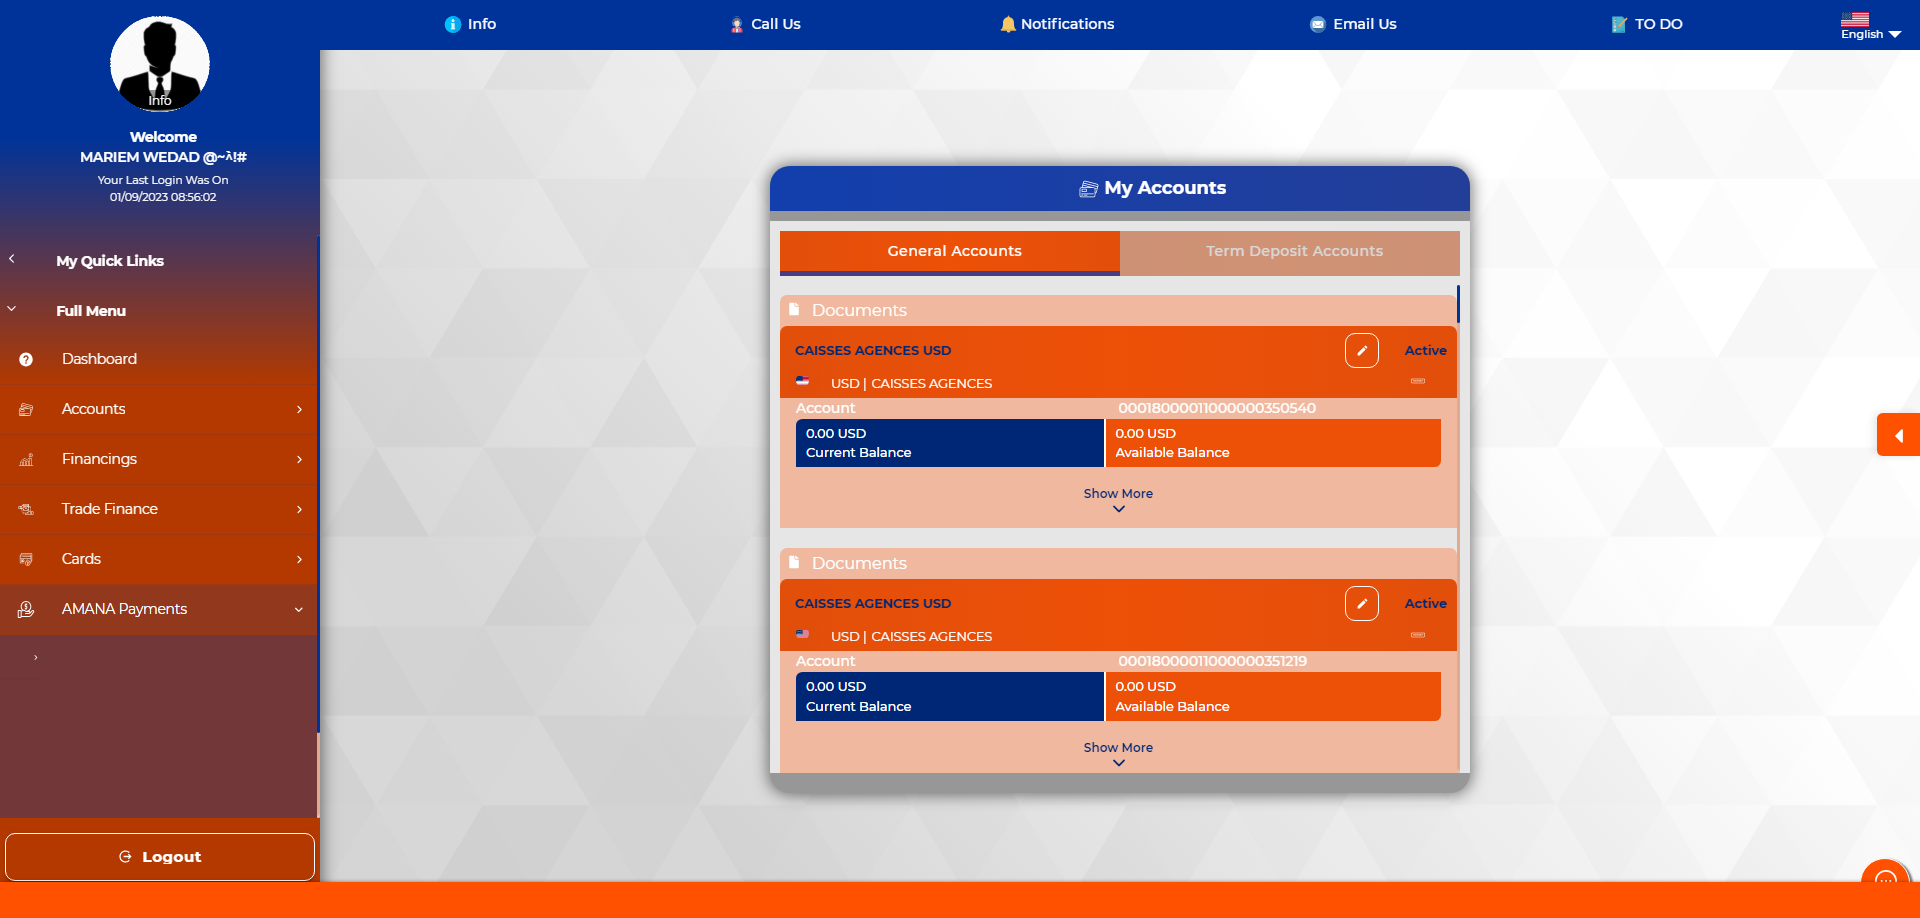 Info
Call Us
Notifications
Email Us
TO DO
English
Info
Welcome
MARIEM WEDAD @~λ!#
Your Last Login Was On
01/09/2023 08:56:02
My Quick Links
Full Menu
Dashboard
Accounts
Financings
Trade Finance
Cards
AMANA Payments
Logout
My Accounts
General Accounts
Term Deposit Accounts
Documents
CAISSES AGENCES USD
Active
USD | CAISSES AGENCES
Account
00018000011000000350540
0.00 USD
Current Balance
0.00 USD
Available Balance
Show More
Documents
CAISSES AGENCES USD
Active
USD | CAISSES AGENCES
Account
00018000011000000351219
0.00 USD
Current Balance
0.00 USD
Available Balance
Show More